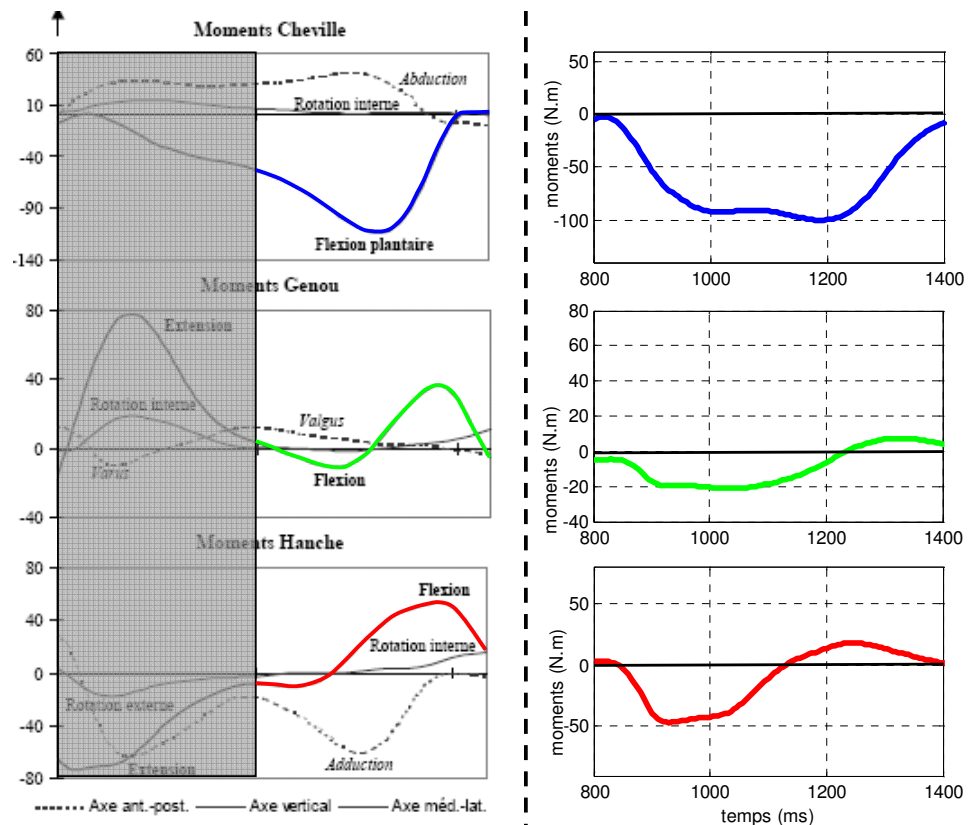 Moments Cheville
60
10
-40
-90
-140
Abduction
Rotation interne
Flexion plantaire
Moments Genou
80
40
0
-40
Extension
Rotation interne
Varus
Valgus
Flexion
Moments Hanche
80
40
0
-40
-80
Flexion
Rotation interne
Rotation externe
Extension
Adduction
Axe ant.-post.
Axe vertical
Axe méd.-lat.
moments (N.m)
50
0
-50
-100
800
1000
1200
1400
moments (N.m)
80
60
40
20
0
-20
-40
800
1000
1200
1400
moments (N.m)
50
0
-50
800
1000
1200
1400
temps (ms)